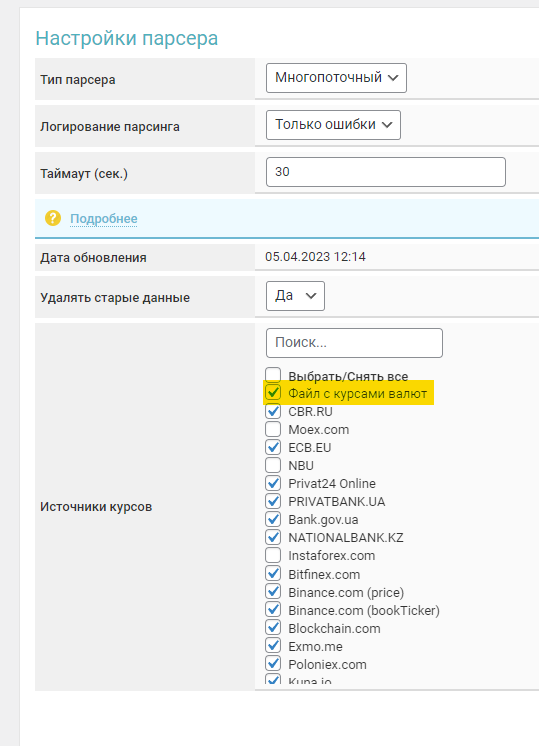 Настройки парсера
Тип парсера
Многопоточный
Логирование парсинга
Только ошибки
Таймаут (сек.)
30
? Подробнее
Дата обновления
05.04.2023 12:14
Удалять старые данные
Да
Источники курсов
Поиск...
Выбрать/Снять все
Файл с курсами валют
CBR.RU
Moex.com
ECB.EU
NBU
Privat24 Online
PRIVATBANK.UA
Bank.gov.ua
NATIONALBANK.KZ
Instaforex.com
Bitfinex.com
Binance.com (price)
Binance.com (bookTicker)
Blockchain.com
Exmo.me
Poloniex.com
Kuna.io